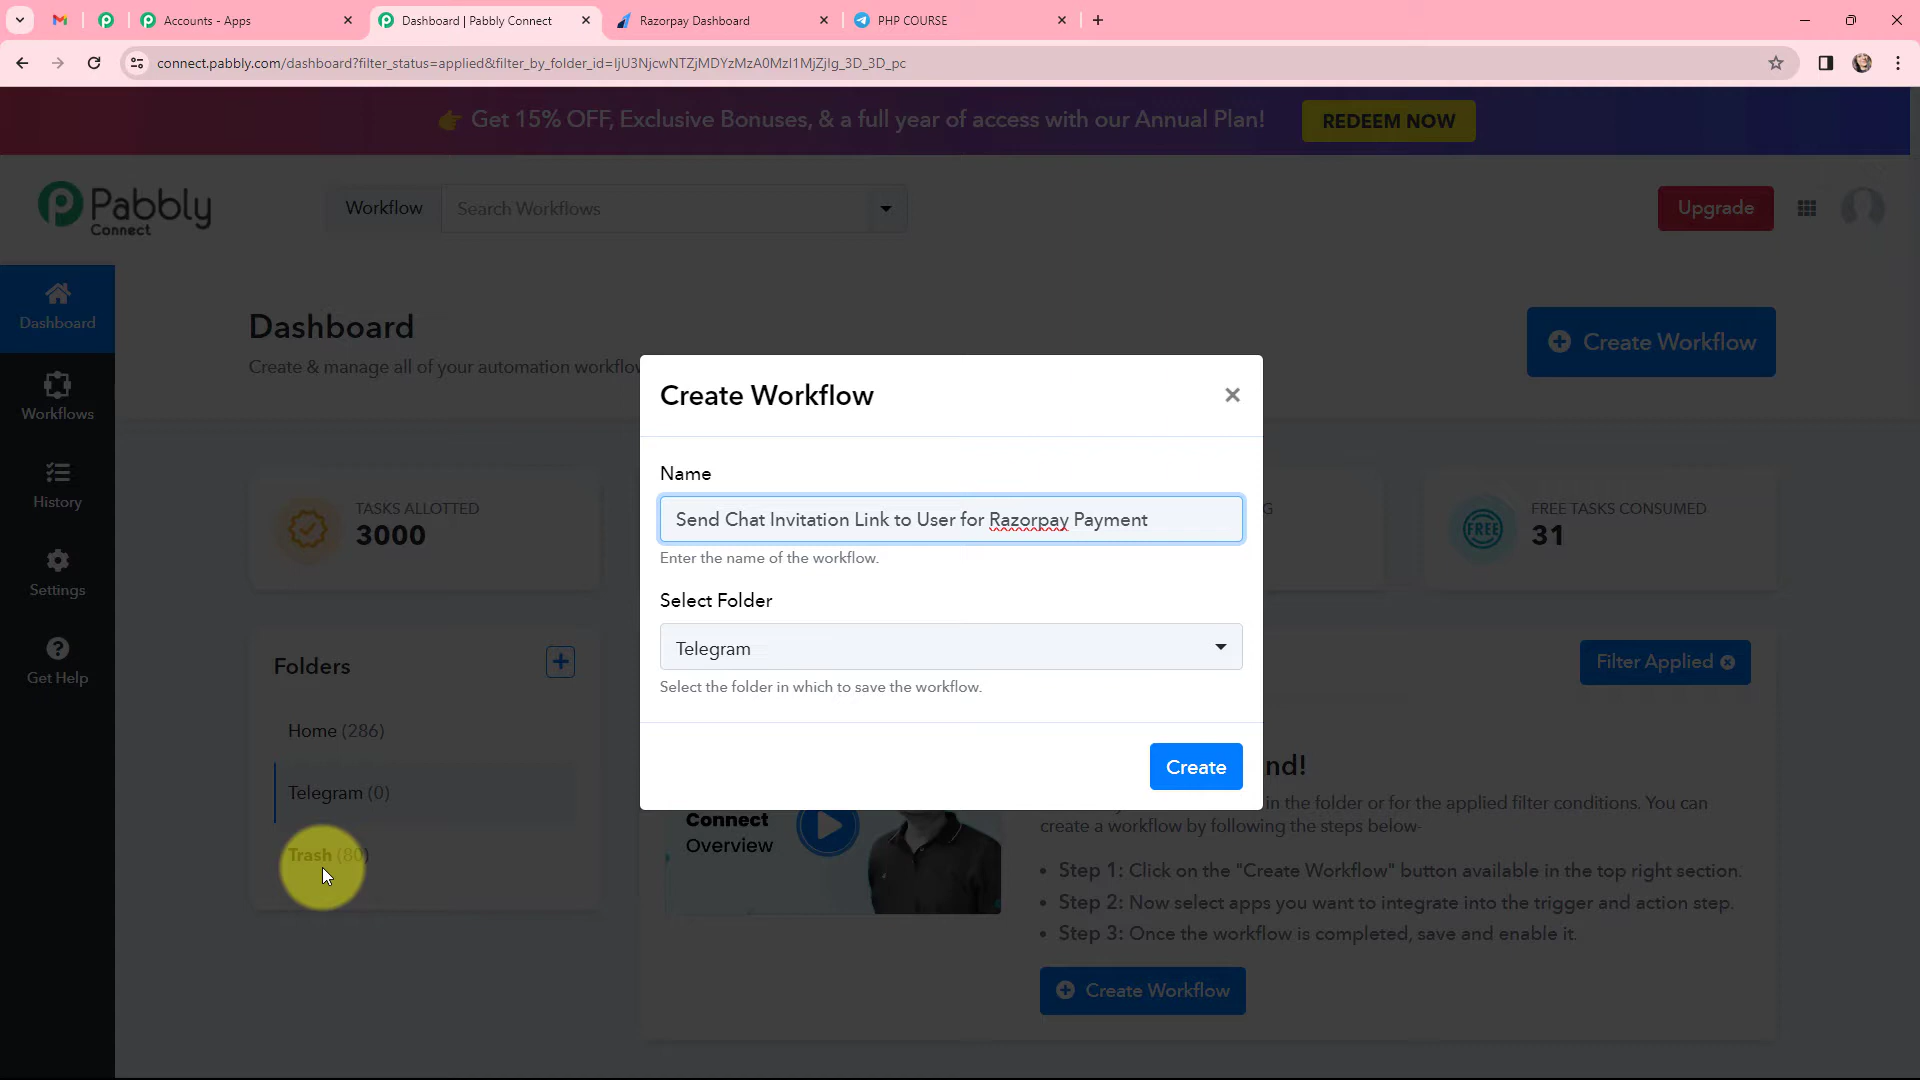 Accounts - Apps
Dashboard | Pabbly Connect
Razorpay Dashboard
PHP COURSE
connect.pabbly.com/dashboard?filter_status=applied&filter_by_folder_id=IjU3NjcwNTZjMDYzMzA0MzI1MjZjIg_3D_3D_pc
Get 15% OFF, Exclusive Bonuses, & a full year of access with our Annual Plan!
REDEEM NOW
Pabbly
Connect
Workflow
Search Workflows
Upgrade
Dashboard
Workflows
History
Settings
Get Help
Dashboard
Create & manage all of your automation workflo
Create Workflow
TASKS ALLOTTED
3000
G
FREE
FREE TASKS CONSUMED
31
Folders
Home (286)
Telegram (0)
Trash (80)
Filter Applied
Create Workflow
Name
Send Chat Invitation Link to User for Razorpay Payment
Enter the name of the workflow.
Select Folder
Telegram
Select the folder in which to save the workflow.
Create
Connect
Overview
nd!
in the folder or for the applied filter conditions. You can
create a workflow by following the steps below-
Step 1: Click on the "Create Workflow" button available in the top right section.
Step 2: Now select apps you want to integrate into the trigger and action step.
Step 3: Once the workflow is completed, save and enable it.
Create Workflow